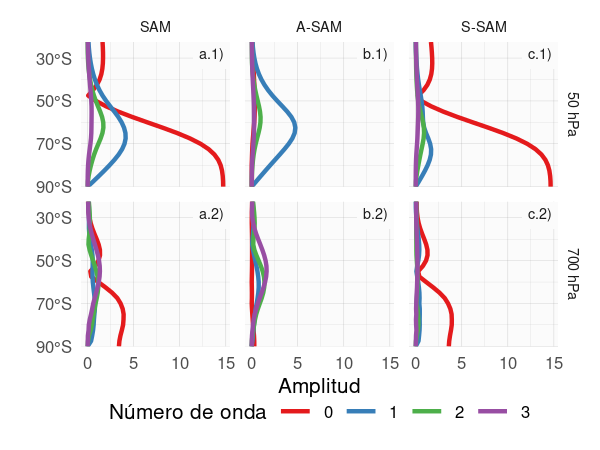 SAM A-SAM S-SAM
a.1) b.1) c.1)
30°S
50°S
70°S
90°S
50 hPa
a.2) b.2) c.2)
30°S
50°S
70°S
90°S
700 hPa
0 5 10 15 0 5 10 15 0 5 10 15
Amplitud
Número de onda 0 1 2 3